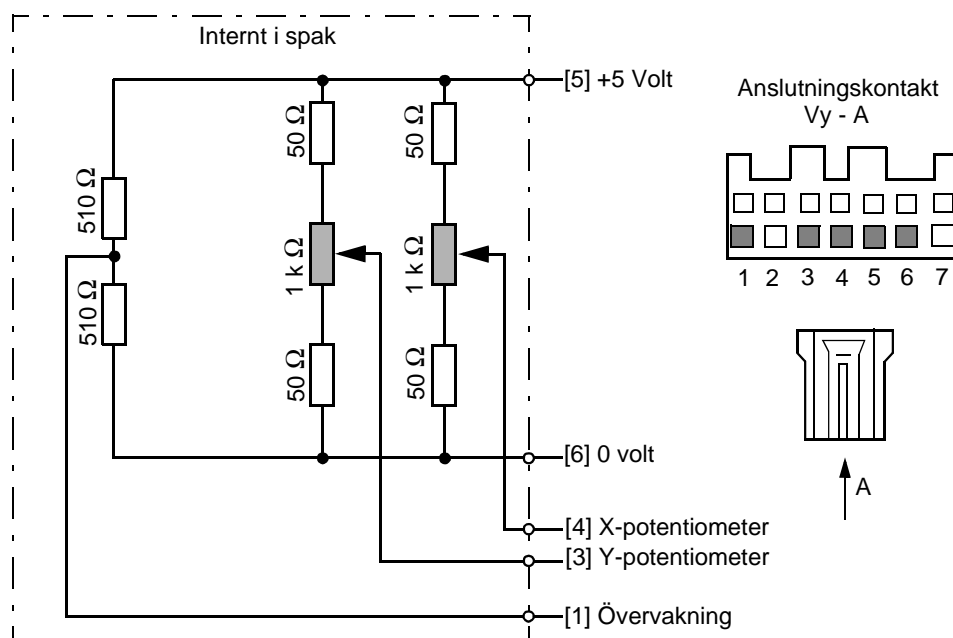 Internt i spak
[5] +5 Volt
50 Ω
50 Ω
510 Ω
1 k Ω
1 k Ω
510 Ω
50 Ω
50 Ω
[6] 0 volt
[4] X-potentiometer
[3] Y-potentiometer
[1] Övervakning
Anslutningskontakt
Vy - A
1 2 3 4 5 6 7
A